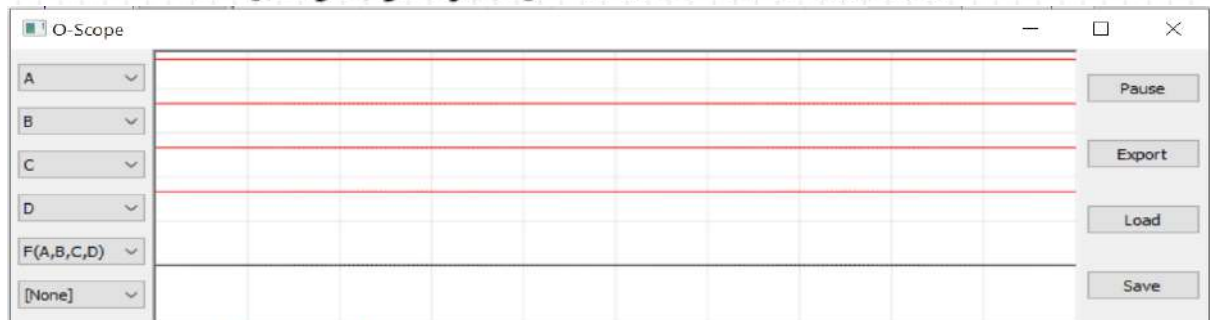 O-Scope
A
B
C
D
F(A,B,C,D)
[None]
Pause
Export
Load
Save